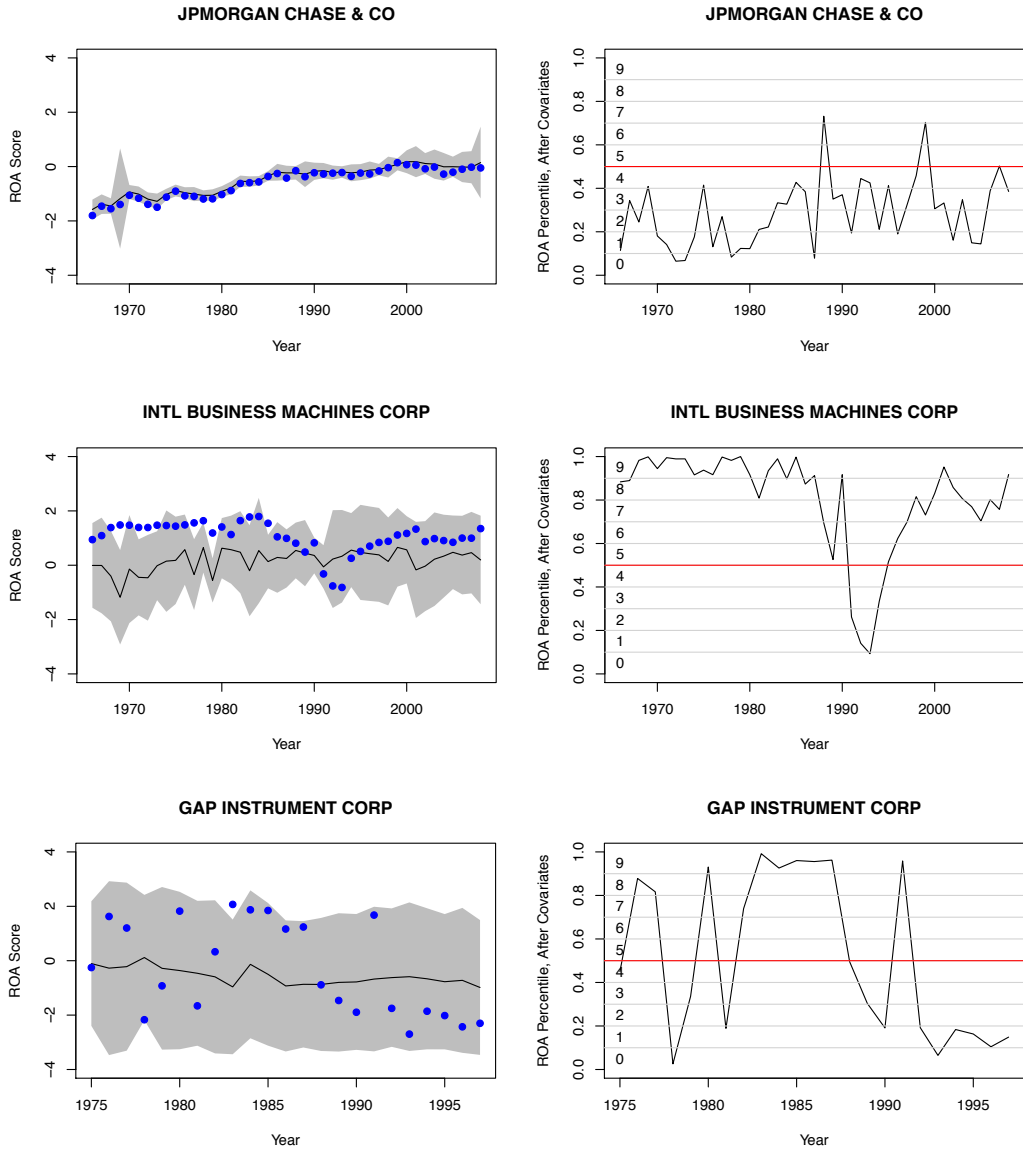 JPMORGAN CHASE & CO
ROA Score
4
2
0
−2
−4
1970 1980 1990 2000
Year
JPMORGAN CHASE & CO
ROA Percentile, After Covariates
1.0
0.8
0.6
0.4
0.2
0.0
9
8
7
6
5
4
3
2
1
0
1970 1980 1990 2000
Year
INTL BUSINESS MACHINES CORP
ROA Score
4
2
0
−2
−4
1970 1980 1990 2000
Year
INTL BUSINESS MACHINES CORP
ROA Percentile, After Covariates
1.0
0.8
0.6
0.4
0.2
0.0
9
8
7
6
5
4
3
2
1
0
1970 1980 1990 2000
Year
GAP INSTRUMENT CORP
ROA Score
4
2
0
−2
−4
1975 1980 1985 1990 1995
Year
GAP INSTRUMENT CORP
ROA Percentile, After Covariates
1.0
0.8
0.6
0.4
0.2
0.0
9
8
7
6
5
4
3
2
1
0
1975 1980 1985 1990 1995
Year